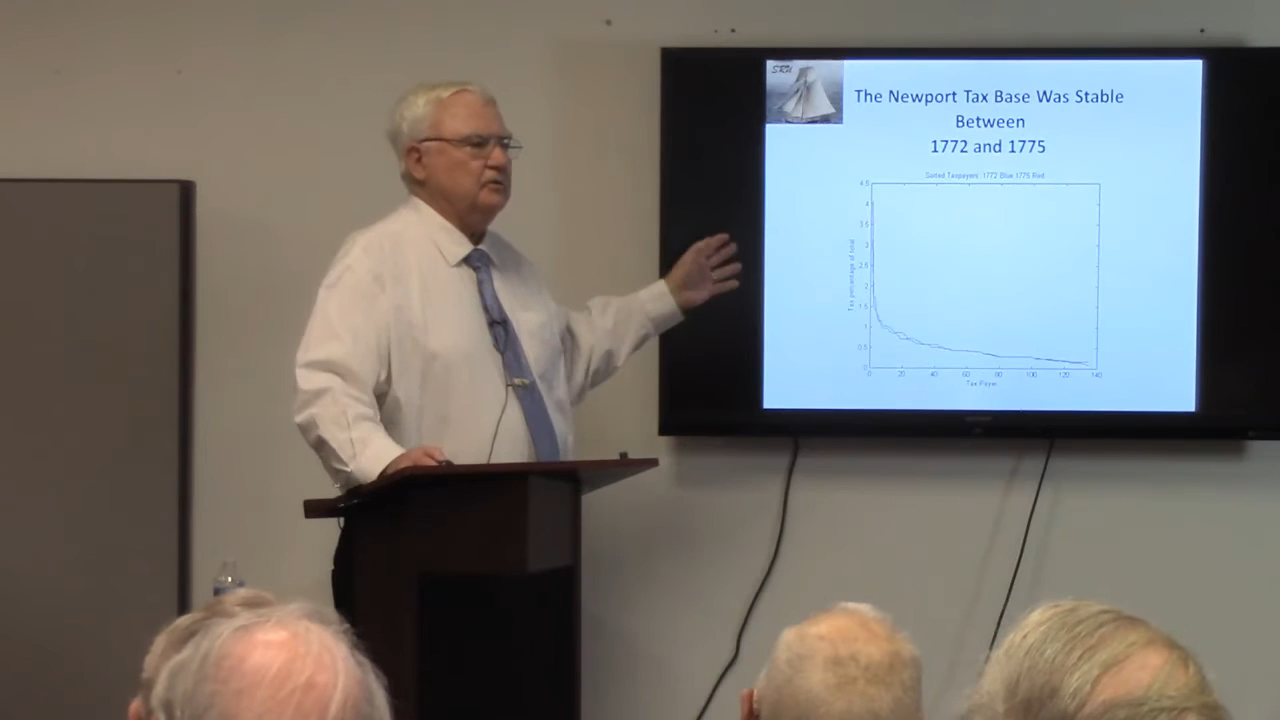 SRU
The Newport Tax Base Was Stable
Between
1772 and 1775
Sorted Taxpayers: 1772 Blue 1775 Red
4.5
4
3.5
3
2.5
2
1.5
1
0.5
0
Tax percentage of total
0 20 40 60 80 100 120 140
Tax Payer